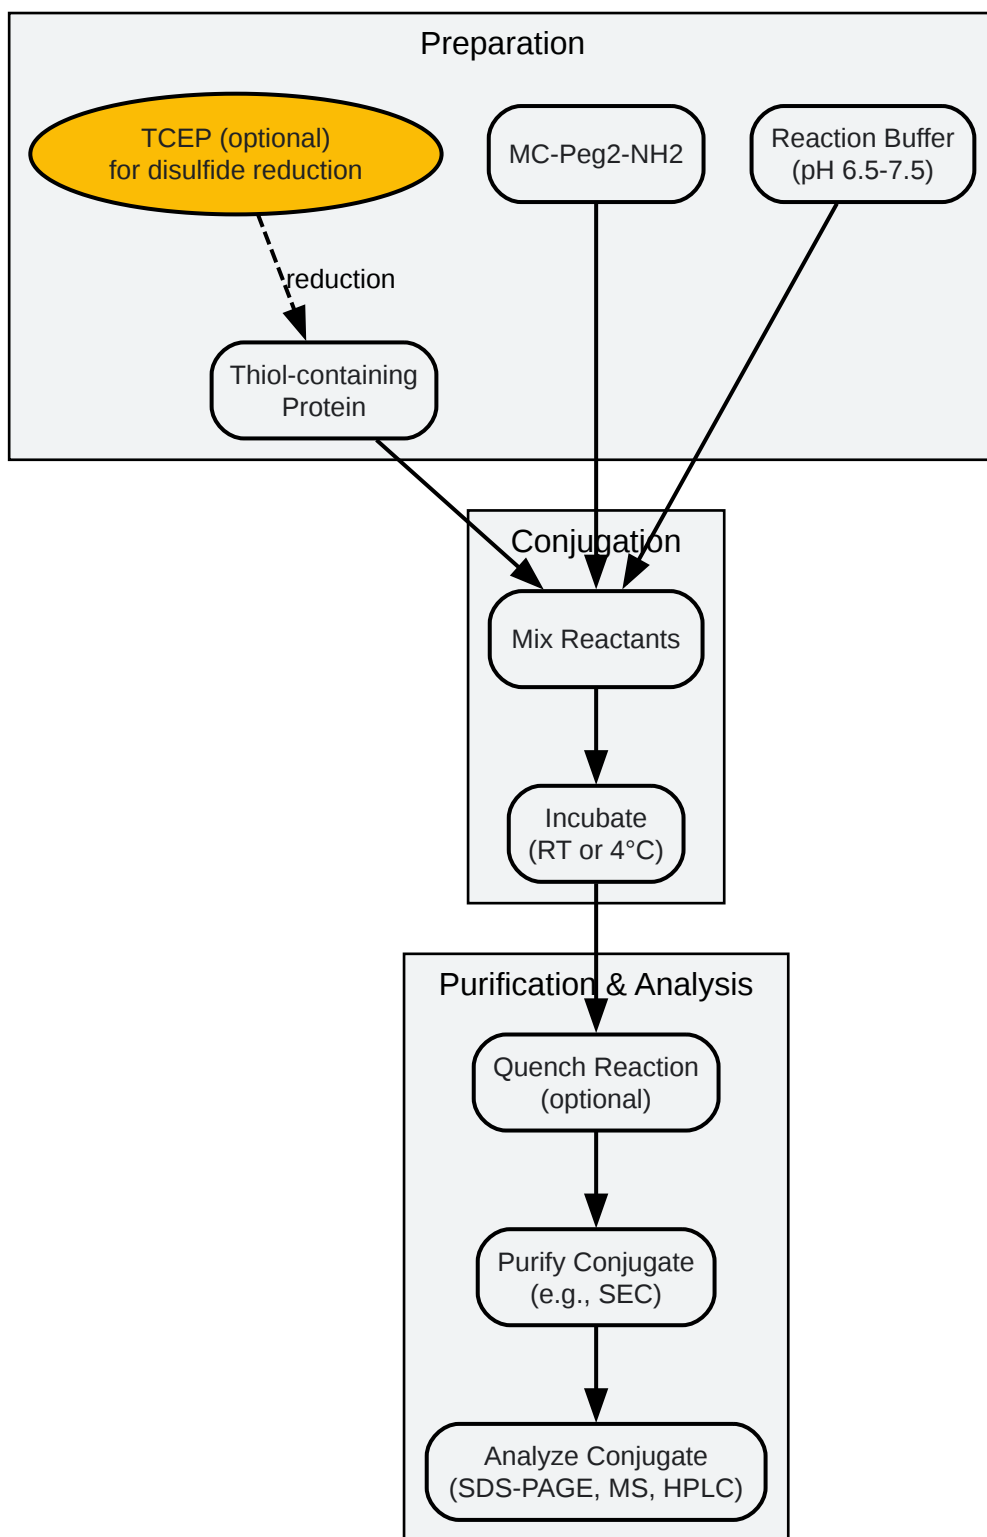 Preparation
TCEP (optional)
for disulfide reduction
MC-Peg2-NH2
Reaction Buffer
(pH 6.5-7.5)
reduction
Thiol-containing
Protein
Conjugation
Mix Reactants
Incubate
(RT or 4°C)
Purification & Analysis
Quench Reaction
(optional)
Purify Conjugate
(e.g., SEC)
Analyze Conjugate
(SDS-PAGE, MS, HPLC)